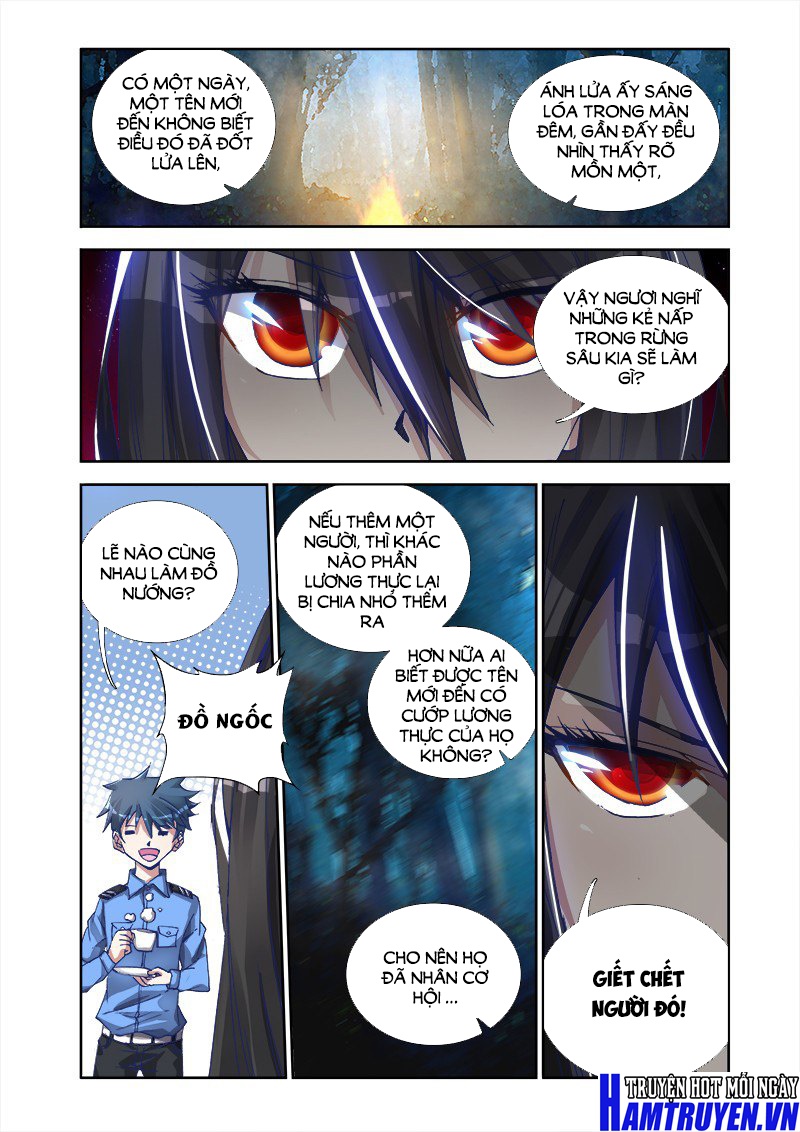 CÓ MỘT NGÀY,
MỘT TÊN MỚI
ĐẾN KHÔNG BIẾT
ĐIỀU ĐÓ ĐÃ ĐỐT
LỬA LÊN,
ÁNH LỬA ẤY SÁNG
LÓA TRONG MÀN
ĐÊM, GẦN ĐẤY ĐỀU
NHÌN THẤY RÕ
MỒN MỘT,
VẬY NGƯƠI NGHĨ
NHỮNG KẺ NẤP
TRONG RỪNG
SÂU KIA SẼ LÀM
GÌ?
LẼ NÀO CÙNG
NHAU LÀM ĐỒ
NƯỚNG?
ĐỒ NGỐC
NẾU THÊM MỘT
NGƯỜI, THÌ KHÁC
NÀO PHẦN
LƯƠNG THỰC LẠI
BỊ CHIA NHỎ THÊM
RA
HƠN NỮA AI
BIẾT ĐƯỢC TÊN
MỚI ĐẾN CÓ
CƯỚP LƯƠNG
THỰC CỦA HỌ
KHÔNG?
CHO NÊN HỌ
ĐÃ NHÂN CƠ
HỘI ...
GIẾT CHẾT
NGƯỜI ĐÓ!
TRUYỆN HOT MỖI NGÀY
HAMTRUYEN.VN